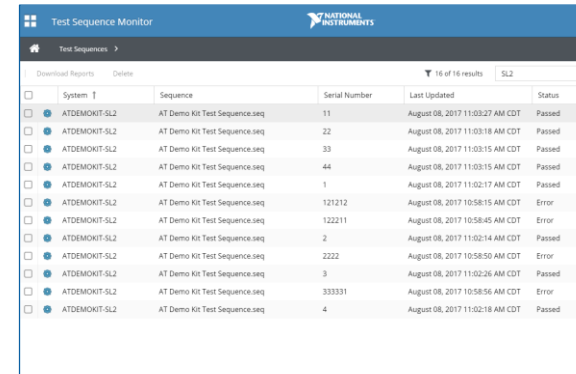 Test Sequence Monitor
NATIONAL INSTRUMENTS
Test Sequences >
Download Reports Delete 16 of 16 results SL2
System ↑ Sequence Serial Number Last Updated Status
ATDEMOKIT-SL2 AT Demo Kit Test Sequence.seq 11 August 08, 2017 11:03:27 AM CDT Passed
ATDEMOKIT-SL2 AT Demo Kit Test Sequence.seq 22 August 08, 2017 11:03:18 AM CDT Passed
ATDEMOKIT-SL2 AT Demo Kit Test Sequence.seq 33 August 08, 2017 11:03:15 AM CDT Passed
ATDEMOKIT-SL2 AT Demo Kit Test Sequence.seq 44 August 08, 2017 11:03:15 AM CDT Passed
ATDEMOKIT-SL2 AT Demo Kit Test Sequence.seq 1 August 08, 2017 11:02:17 AM CDT Passed
ATDEMOKIT-SL2 AT Demo Kit Test Sequence.seq 121212 August 08, 2017 10:58:15 AM CDT Error
ATDEMOKIT-SL2 AT Demo Kit Test Sequence.seq 122211 August 08, 2017 10:58:45 AM CDT Error
ATDEMOKIT-SL2 AT Demo Kit Test Sequence.seq 2 August 08, 2017 11:02:14 AM CDT Passed
ATDEMOKIT-SL2 AT Demo Kit Test Sequence.seq 2222 August 08, 2017 10:58:50 AM CDT Error
ATDEMOKIT-SL2 AT Demo Kit Test Sequence.seq 3 August 08, 2017 11:02:26 AM CDT Passed
ATDEMOKIT-SL2 AT Demo Kit Test Sequence.seq 333331 August 08, 2017 10:58:56 AM CDT Error
ATDEMOKIT-SL2 AT Demo Kit Test Sequence.seq 4 August 08, 2017 11:02:18 AM CDT Passed